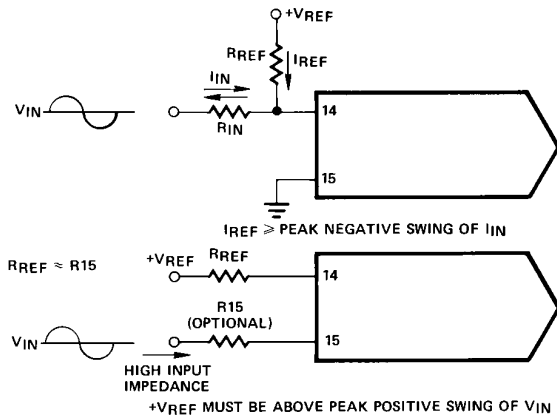 +VREF
RREF
IREF
IIN
VIN
RIN
14
15
IREF ⩾ PEAK NEGATIVE SWING OF IIN
RREF ≈ R15
+VREF
RREF
14
VIN
R15
(OPTIONAL)
15
HIGH INPUT
IMPEDANCE
+VREF MUST BE ABOVE PEAK POSITIVE SWING OF VIN